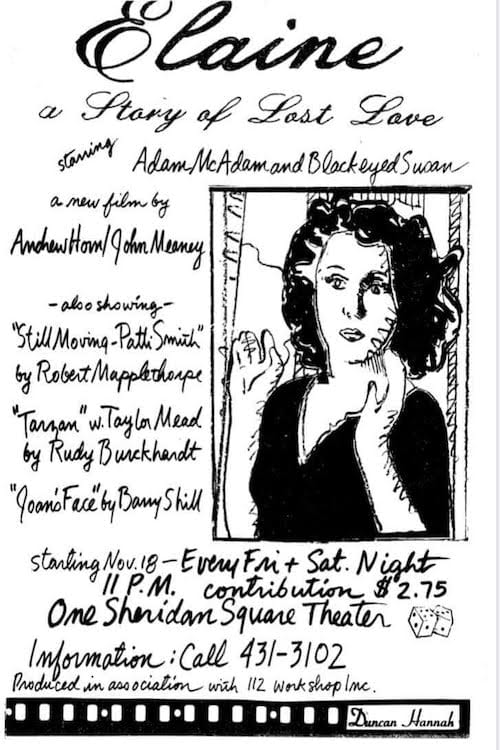 Elaine
a Story of Lost Love
starring Adam McAdam and Blackeyed Susan
a new film by
Andrew Horn/John Meaney
-also showing-
"Still Moving-Patti Smith"
by Robert Mapplethorpe
"Tarzan" w. Taylor Mead
by Rudy Burckhardt
"Joan's Face" by Barry Shill
starting Nov. 18 - Every Fri + Sat. Night
11 P.M. contribution $2.75
One Sheridan Square Theater
Information: Call 431-3102
Produced in association with 112 Workshop Inc.
Duncan Hannah